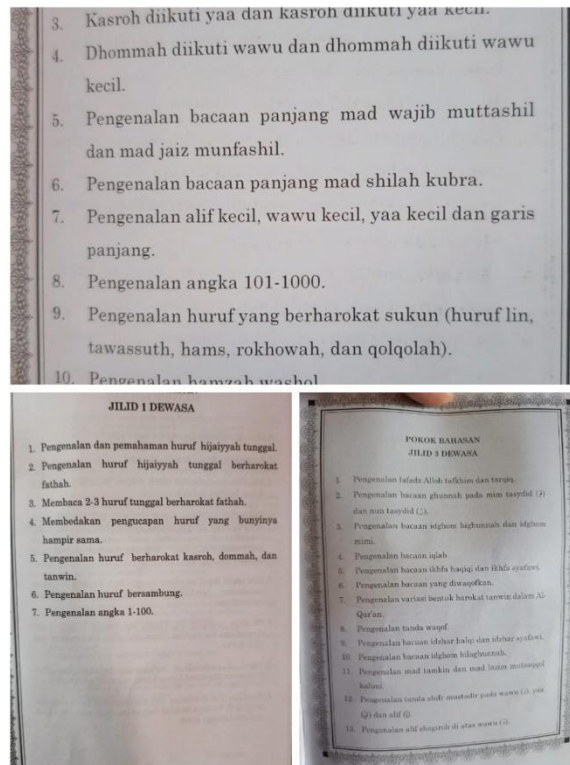 3. Kasroh diikuti yaa dan kasroh diikuti yaa kecil.
4. Dhommah diikuti wawu dan dhommah diikuti wawu
kecil.
5. Pengenalan bacaan panjang mad wajib muttashil
dan mad jaiz munfashil.
6. Pengenalan bacaan panjang mad shilah kubra.
7. Pengenalan alif kecil, wawu kecil, yaa kecil dan garis
panjang.
8. Pengenalan angka 101-1000.
9. Pengenalan huruf yang berharokat sukun (huruf lin,
tawassuth, hams, rokhowah, dan qolqolah).
10. Pengenalan hamzah washol
JILID 1 DEWASA
1. Pengenalan dan pemahaman huruf hijaiyyah tunggal.
2. Pengenalan huruf hijaiyyah tunggal berharokat
fathah.
3. Membaca 2-3 huruf tunggal berharokat fathah.
4. Membedakan pengucapan huruf yang bunyinya
hampir sama.
5. Pengenalan huruf berharokat kasroh, dommah, dan
tanwin.
6. Pengenalan huruf bersambung.
7. Pengenalan angka 1-100.
POKOK BAHASAN
JILID 3 DEWASA
1. Pengenalan lafadz Allah tafkhim dan tarqiq.
2. Pengenalan bacaan ghunnah pada mim tasydid
dan nun tasydid
3. Pengenalan bacaan idghom bighunnah dan idghom
mimi.
4. Pengenalan bacaan iqlab.
5. Pengenalan bacaan ikhfa haqiqi dan ikhfa syafawi.
6. Pengenalan bacaan yang diwaqofkan.
7. Pengenalan variasi bentuk harokat tanwin dalam Al-
Qur'an.
8. Pengenalan tanda waqof.
9. Pengenalan bacaan idzhar halqi dan idzhar syafawi.
10. Pengenalan bacaan idghom bilaghunnah.
11. Pengenalan mad tamkin dan mad lazim mutsaqqol
kalimi.
12. Pengenalan tanda shifr mustadir pada wawu
dan alif
13. Pengenalan alif shoghiroh di atas wawu